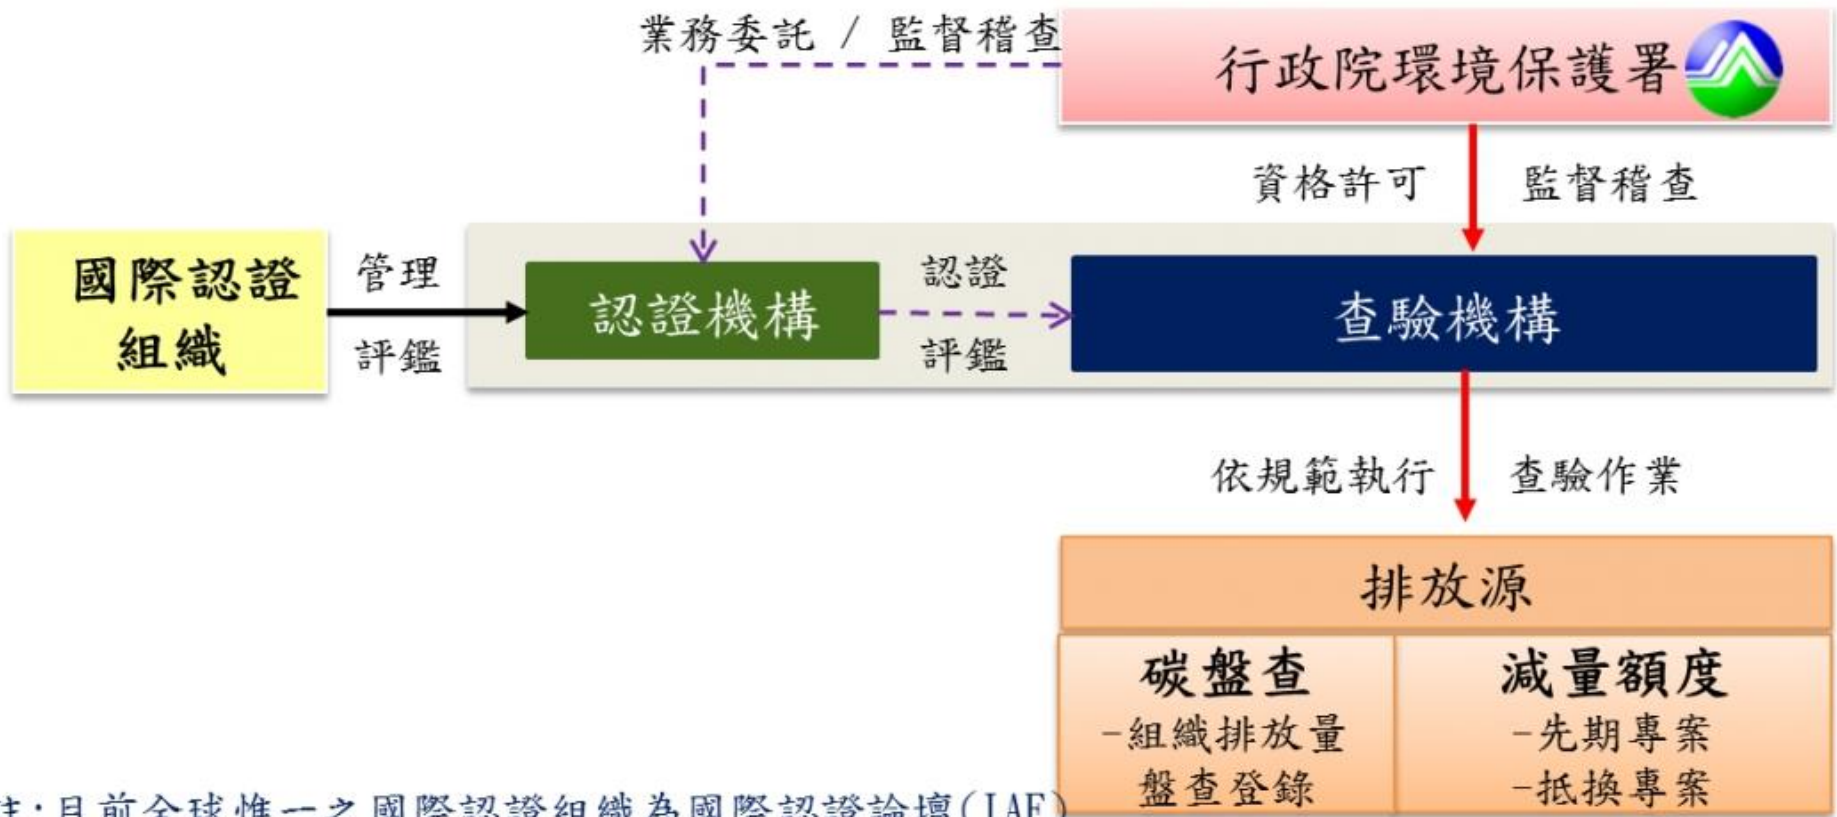 業務委託 / 監督稽查
行政院環境保護署
資格許可 監督稽查
國際認證
組織
管理
評鑑
認證機構
認證
評鑑
查驗機構
依規範執行 查驗作業
排放源
碳盤查
-組織排放量
盤查登錄
減量額度
-先期專案
-抵換專案
註:目前全球惟一之國際認證組織為國際認證論壇(IAF)